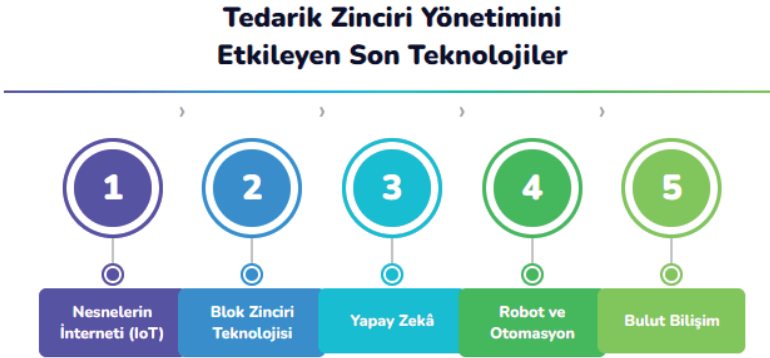 Tedarik Zinciri Yönetimini
Etkileyen Son Teknolojiler
› › › ›
1 2 3 4 5
Nesnelerin
İnterneti (IoT)
Blok Zinciri
Teknolojisi
Yapay Zekâ
Robot ve
Otomasyon
Bulut Bilişim